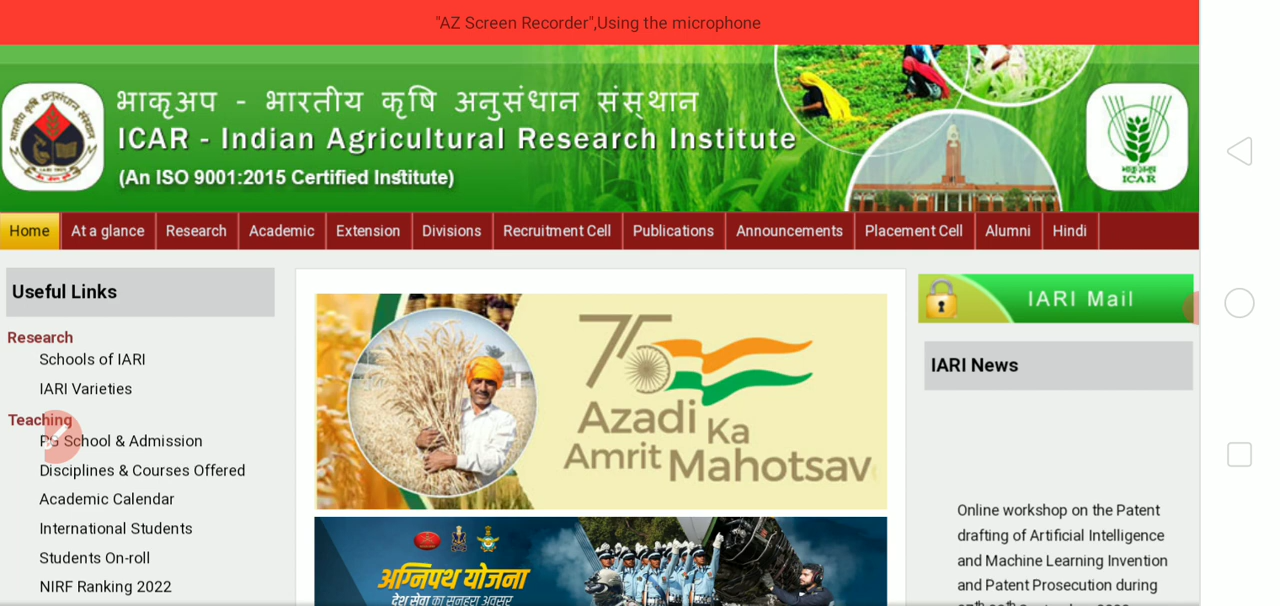 "AZ Screen Recorder",Using the microphone
भाकृअप - भारतीय कृषि अनुसंधान संस्थान
ICAR - Indian Agricultural Research Institute
(An ISO 9001:2015 Certified Institute)
भाकृअनुप
ICAR
Home At a glance Research Academic Extension Divisions Recruitment Cell Publications Announcements Placement Cell Alumni Hindi
Useful Links
Research
Schools of IARI
IARI Varieties
Teaching
PG School & Admission
Disciplines & Courses Offered
Academic Calendar
International Students
Students On-roll
NIRF Ranking 2022
75
Azadi Ka
Amrit Mahotsav
अग्निपथ योजना
देश सेवा का सुनहरा अवसर
IARI Mail
IARI News
Online workshop on the Patent
drafting of Artificial Intelligence
and Machine Learning Invention
and Patent Prosecution during